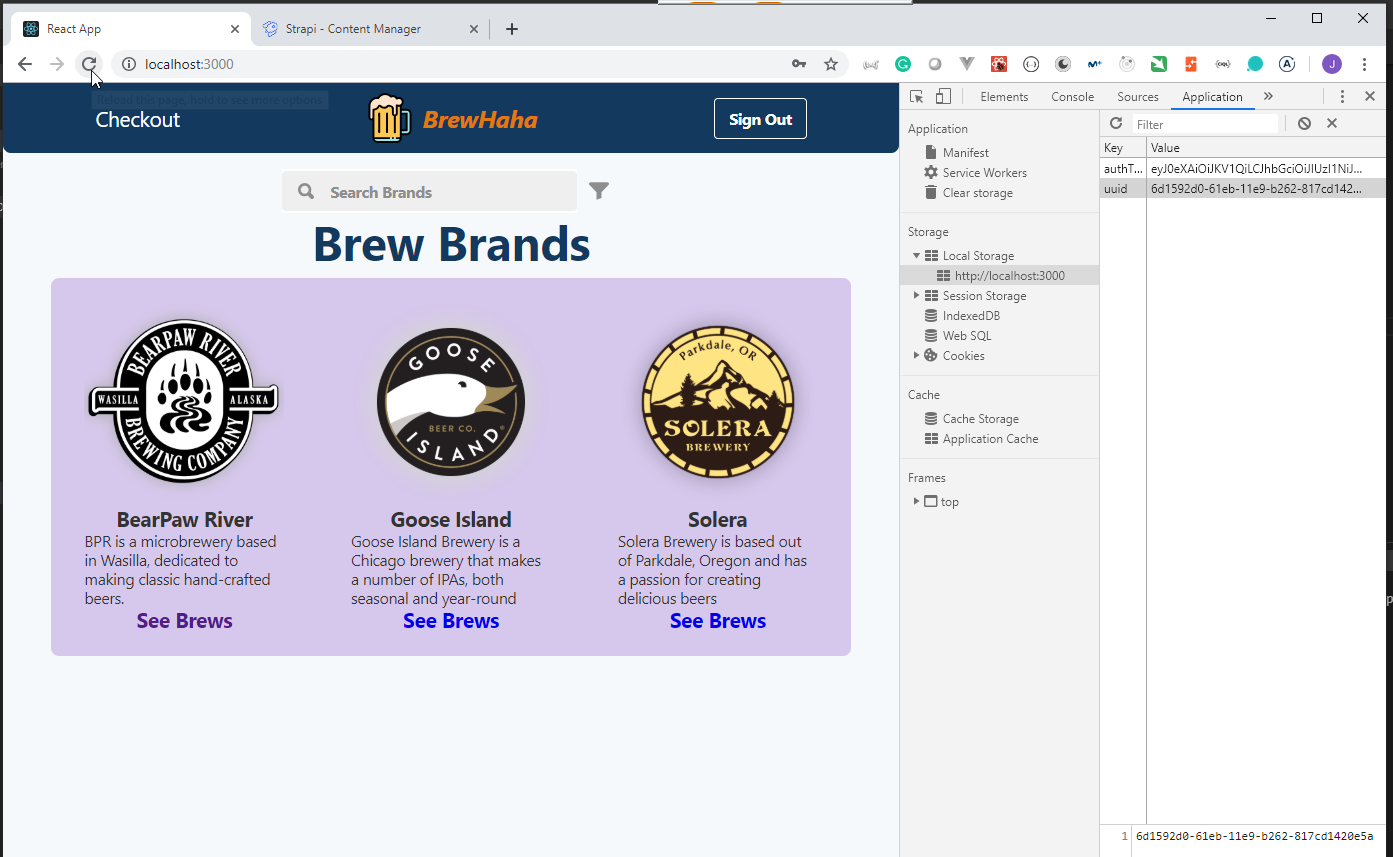 React App
Strapi - Content Manager
localhost:3000
J
Reload this page, hold to see more options
Checkout
BrewHaha
Sign Out
Search Brands
Brew Brands
BEARPAW RIVER
WASILLA
ALASKA
BREWING COMPANY
GOOSE
BEER CO.
ISLAND
Parkdale, OR
SOLERA
BREWERY
BearPaw River
BPR is a microbrewery based
in Wasilla, dedicated to
making classic hand-crafted
beers.
See Brews
Goose Island
Goose Island Brewery is a
Chicago brewery that makes
a number of IPAs, both
seasonal and year-round
See Brews
Solera
Solera Brewery is based out
of Parkdale, Oregon and has
a passion for creating
delicious beers
See Brews
Elements Console Sources Application »
Application
Manifest
Service Workers
Clear storage
Storage
Local Storage
http://localhost:3000
Session Storage
IndexedDB
Web SQL
Cookies
Cache
Cache Storage
Application Cache
Frames
top
Filter
Key Value
authT... eyJ0eXAiOiJKV1QiLCJhbGciOiJIUzI1NiJ...
uuid 6d1592d0-61eb-11e9-b262-817cd142...
1 6d1592d0-61eb-11e9-b262-817cd1420e5a